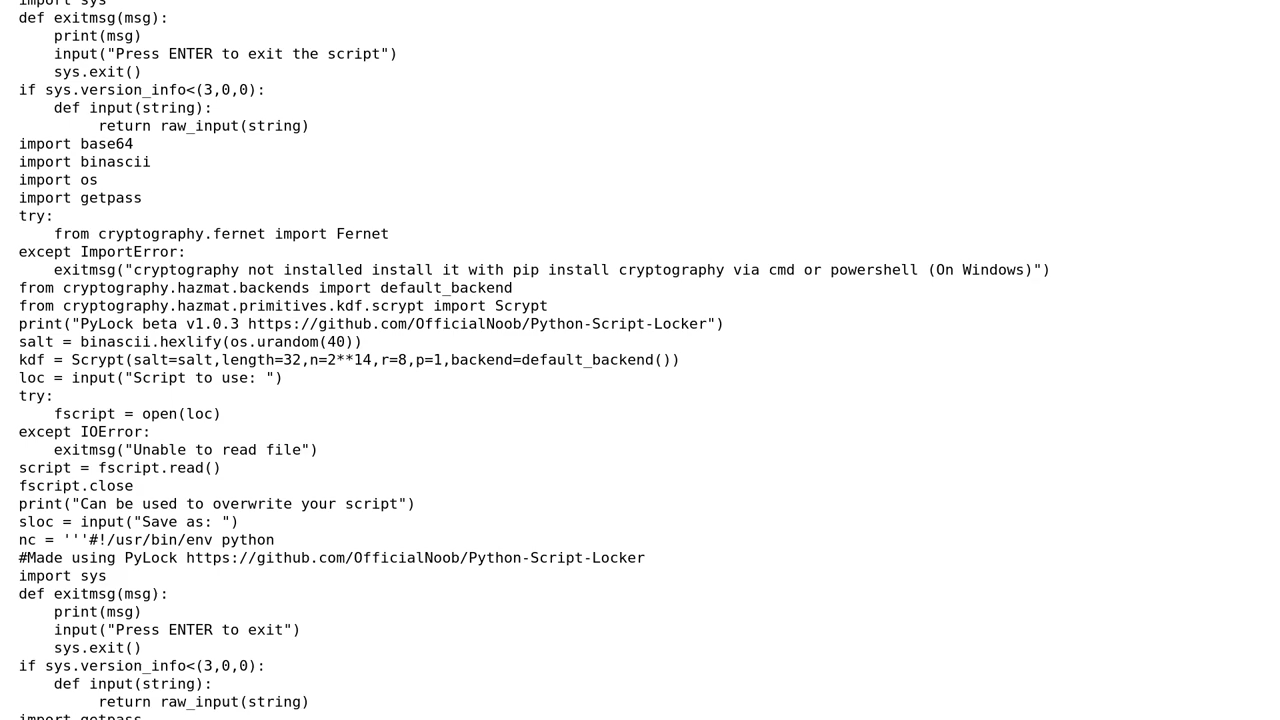 import sys
def exitmsg(msg):
    print(msg)
    input("Press ENTER to exit the script")
    sys.exit()
if sys.version_info<(3,0,0):
    def input(string):
         return raw_input(string)
import base64
import binascii
import os
import getpass
try:
    from cryptography.fernet import Fernet
except ImportError:
    exitmsg("cryptography not installed install it with pip install cryptography via cmd or powershell (On Windows)")
from cryptography.hazmat.backends import default_backend
from cryptography.hazmat.primitives.kdf.scrypt import Scrypt
print("PyLock beta v1.0.3 https://github.com/OfficialNoob/Python-Script-Locker")
salt = binascii.hexlify(os.urandom(40))
kdf = Scrypt(salt=salt,length=32,n=2**14,r=8,p=1,backend=default_backend())
loc = input("Script to use: ")
try:
    fscript = open(loc)
except IOError:
    exitmsg("Unable to read file")
script = fscript.read()
fscript.close
print("Can be used to overwrite your script")
sloc = input("Save as: ")
nc = '''#!/usr/bin/env python
#Made using PyLock https://github.com/OfficialNoob/Python-Script-Locker
import sys
def exitmsg(msg):
    print(msg)
    input("Press ENTER to exit")
    sys.exit()
if sys.version_info<(3,0,0):
    def input(string):
         return raw_input(string)
import getpass